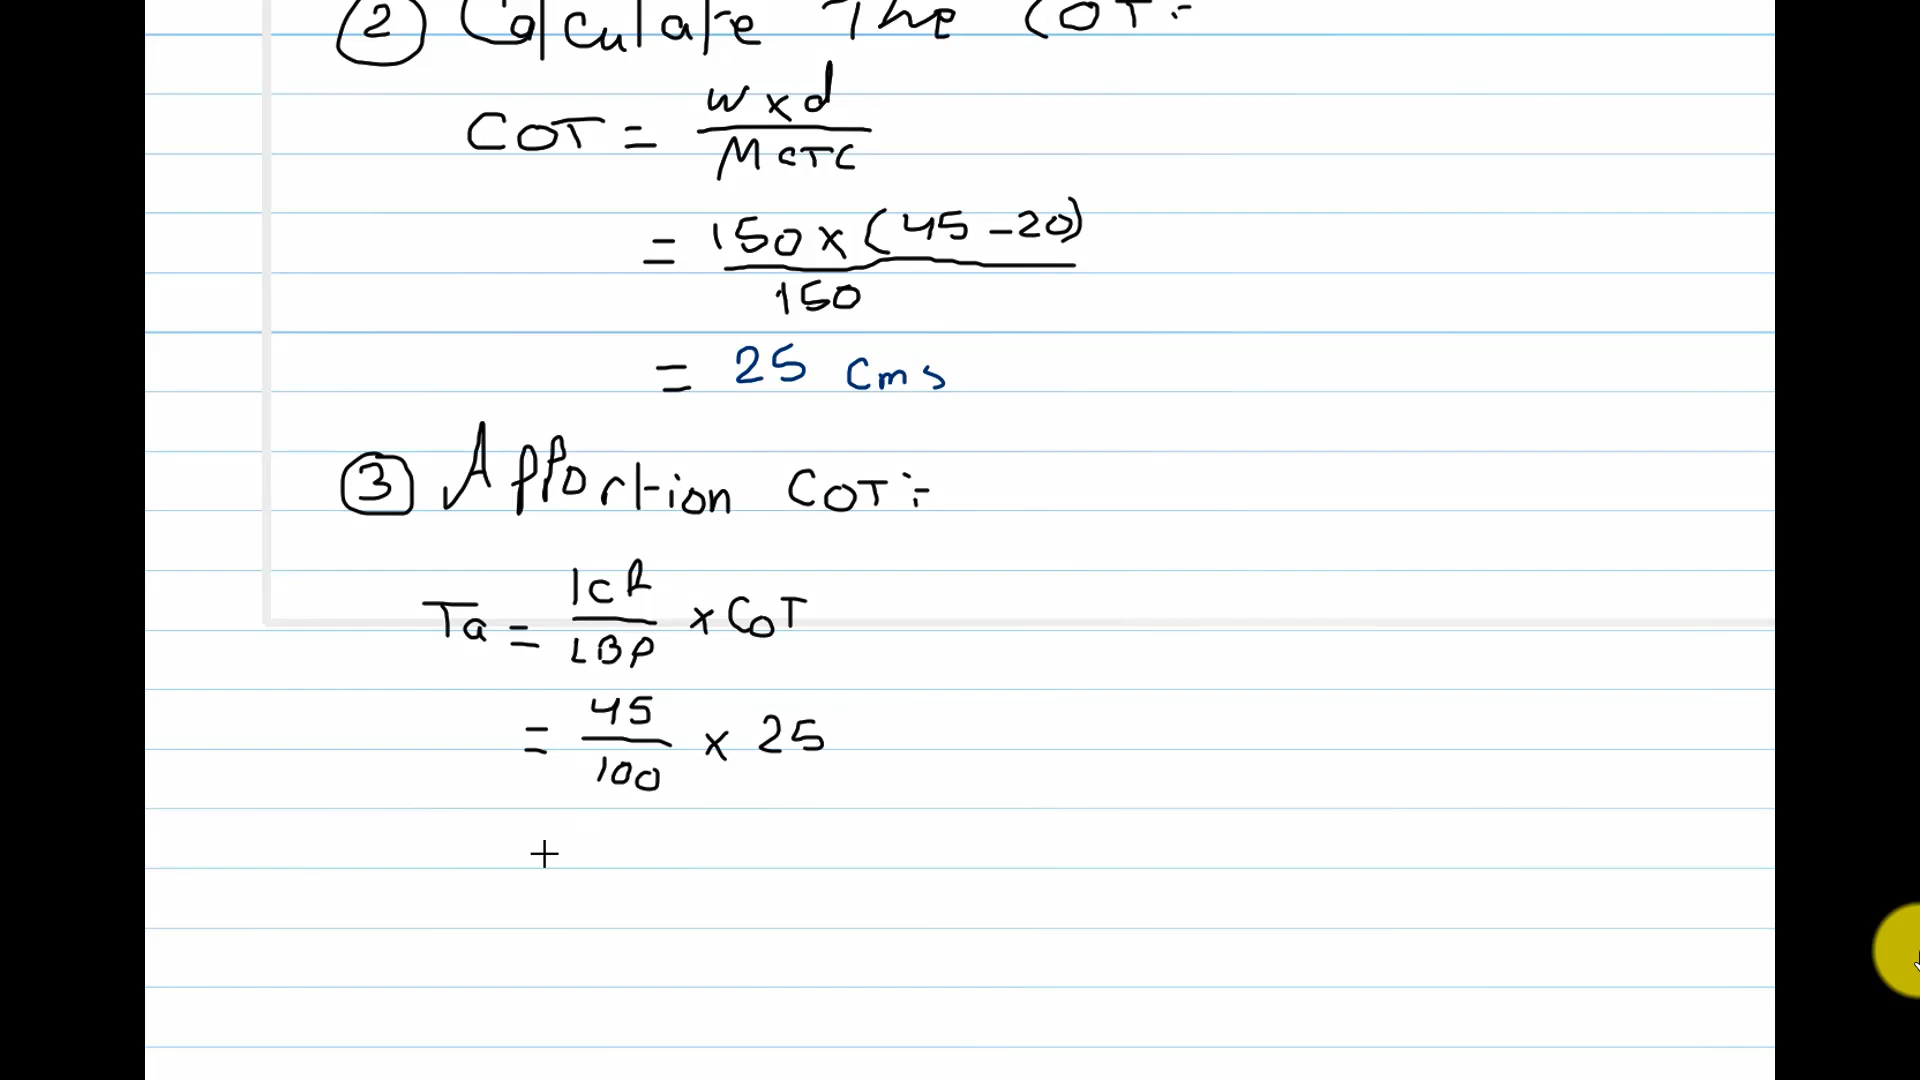 ② Calculate The COT :-
COT = w x d / MCTC
= 150 x (45 - 20) / 150
= 25 cms
③ Apportion COT :-
Ta = lcf / LBP x COT
= 45 / 100 x 25